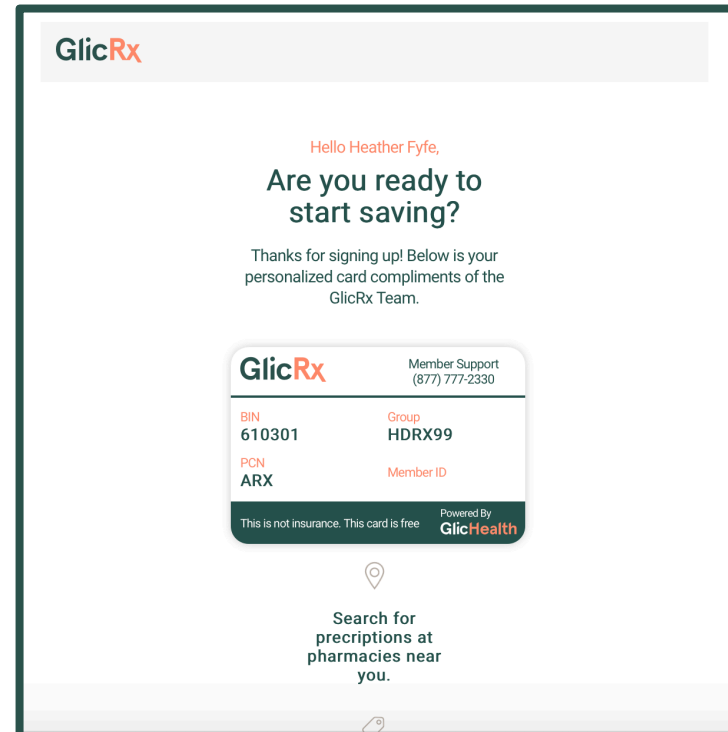 GlicRx
Hello Heather Fyfe,
Are you ready to
start saving?
Thanks for signing up! Below is your
personalized card compliments of the
GlicRx Team.
GlicRx
Member Support
(877) 777-2330
BIN
610301
Group
HDRX99
PCN
ARX
Member ID
This is not insurance. This card is free
Powered By
GlicHealth
Search for
precriptions at
pharmacies near
you.